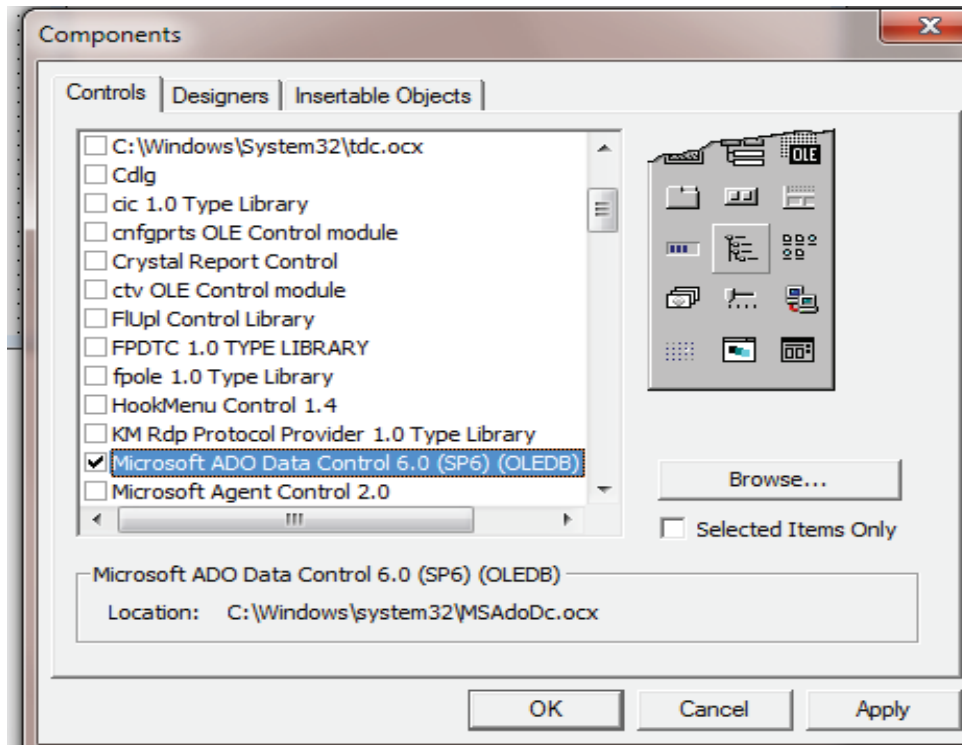 Components
Controls
Designers
Insertable Objects
C:\Windows\System32\tdc.ocx
Cdlg
cic 1.0 Type Library
cnfgprts OLE Control module
Crystal Report Control
ctv OLE Control module
FlUpl Control Library
FPDTC 1.0 TYPE LIBRARY
fpole 1.0 Type Library
HookMenu Control 1.4
KM Rdp Protocol Provider 1.0 Type Library
Microsoft ADO Data Control 6.0 (SP6) (OLEDB)
Microsoft Agent Control 2.0
OLE
Browse...
Selected Items Only
Microsoft ADO Data Control 6.0 (SP6) (OLEDB)
Location: C:\Windows\system32\MSAdoDc.ocx
OK
Cancel
Apply